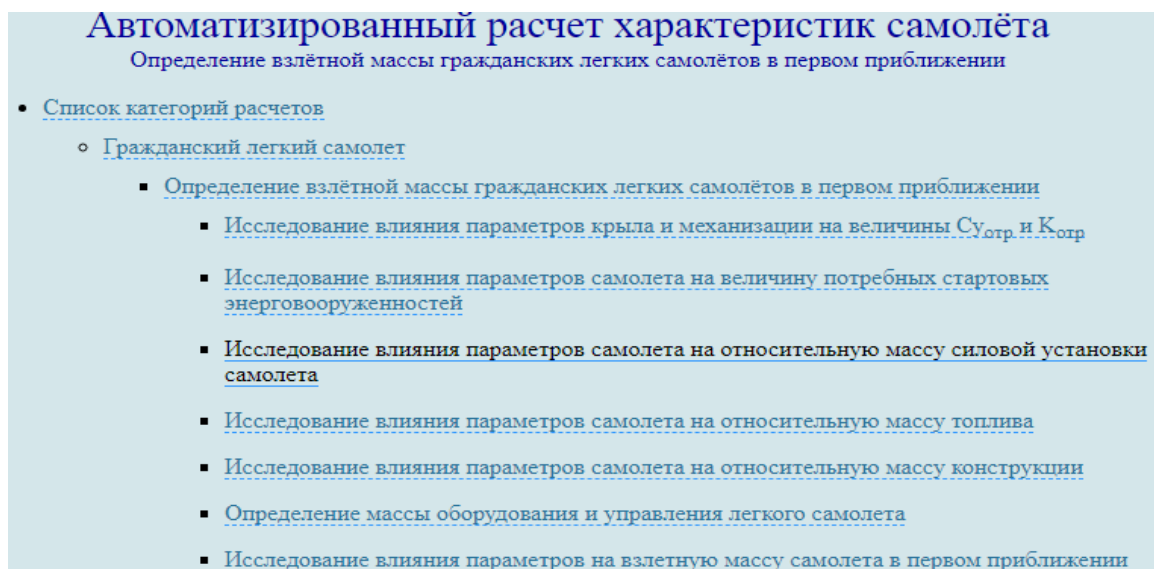 Автоматизированный расчет характеристик самолёта
Определение взлётной массы гражданских легких самолётов в первом приближении
Список категорий расчетов
Гражданский легкий самолет
Определение взлётной массы гражданских легких самолётов в первом приближении
Исследование влияния параметров крыла и механизации на величины Cyотр и Kотр
Исследование влияния параметров самолета на величину потребных стартовых
энерговооруженностей
Исследование влияния параметров самолета на относительную массу силовой установки
самолета
Исследование влияния параметров самолета на относительную массу топлива
Исследование влияния параметров самолета на относительную массу конструкции
Определение массы оборудования и управления легкого самолета
Исследование влияния параметров на взлетную массу самолета в первом приближении